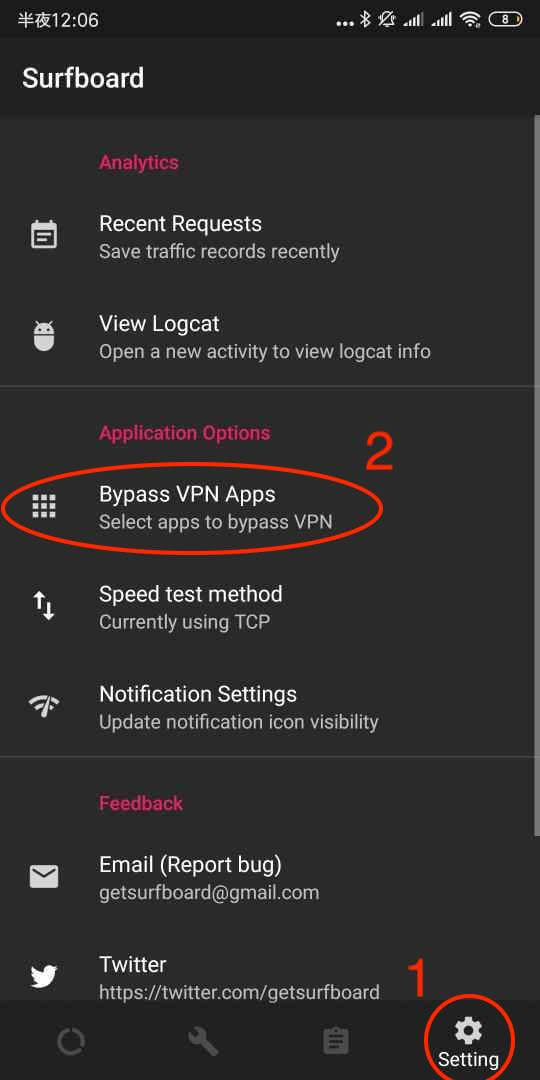 半夜12:06
8
Surfboard
Analytics
Recent Requests
Save traffic records recently
View Logcat
Open a new activity to view logcat info
Application Options
2
Bypass VPN Apps
Select apps to bypass VPN
Speed test method
Currently using TCP
Notification Settings
Update notification icon visibility
Feedback
Email (Report bug)
getsurfboard@gmail.com
Twitter
https://twitter.com/getsurfboard
1
Setting